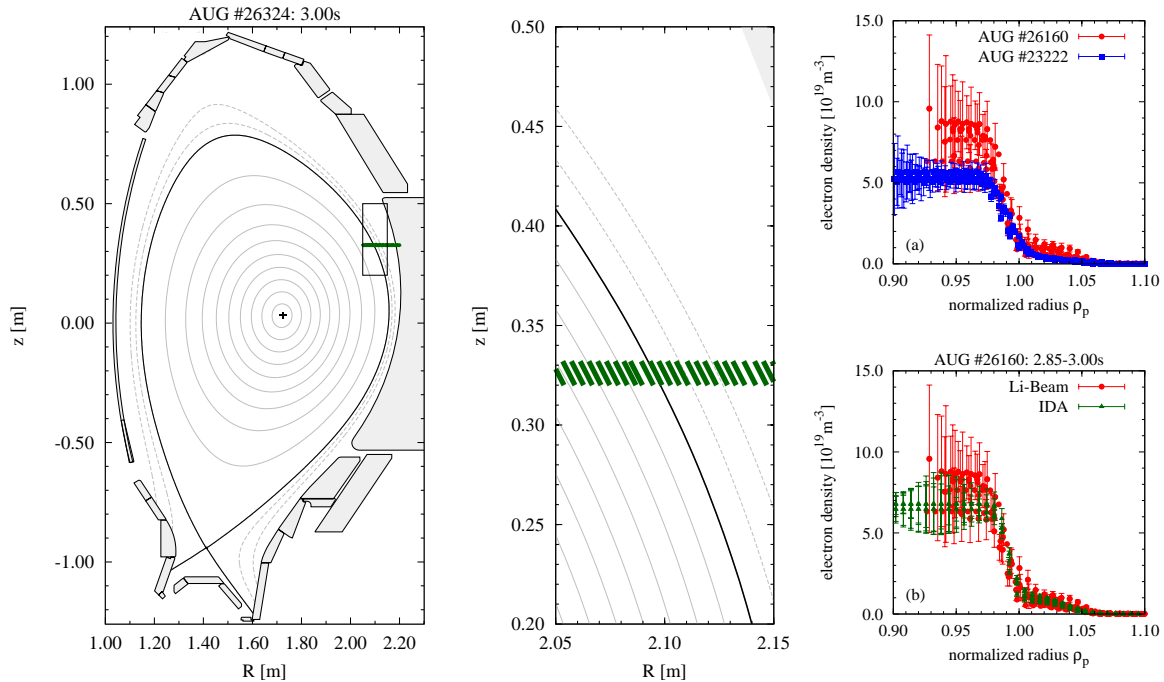 AUG #26324: 3.00s
1.00
0.50
0.00
-0.50
-1.00
z [m]
1.00 1.20 1.40 1.60 1.80 2.00 2.20
R [m]
0.50
0.45
0.40
0.35
0.30
0.25
0.20
z [m]
2.05 2.10 2.15
R [m]
AUG #26160
AUG #23222
15.0
10.0
5.0
0.0
electron density [10^19 m^-3]
(a)
0.90 0.95 1.00 1.05 1.10
normalized radius ρp
AUG #26160: 2.85-3.00s
Li-Beam
IDA
15.0
10.0
5.0
0.0
electron density [10^19 m^-3]
(b)
0.90 0.95 1.00 1.05 1.10
normalized radius ρp